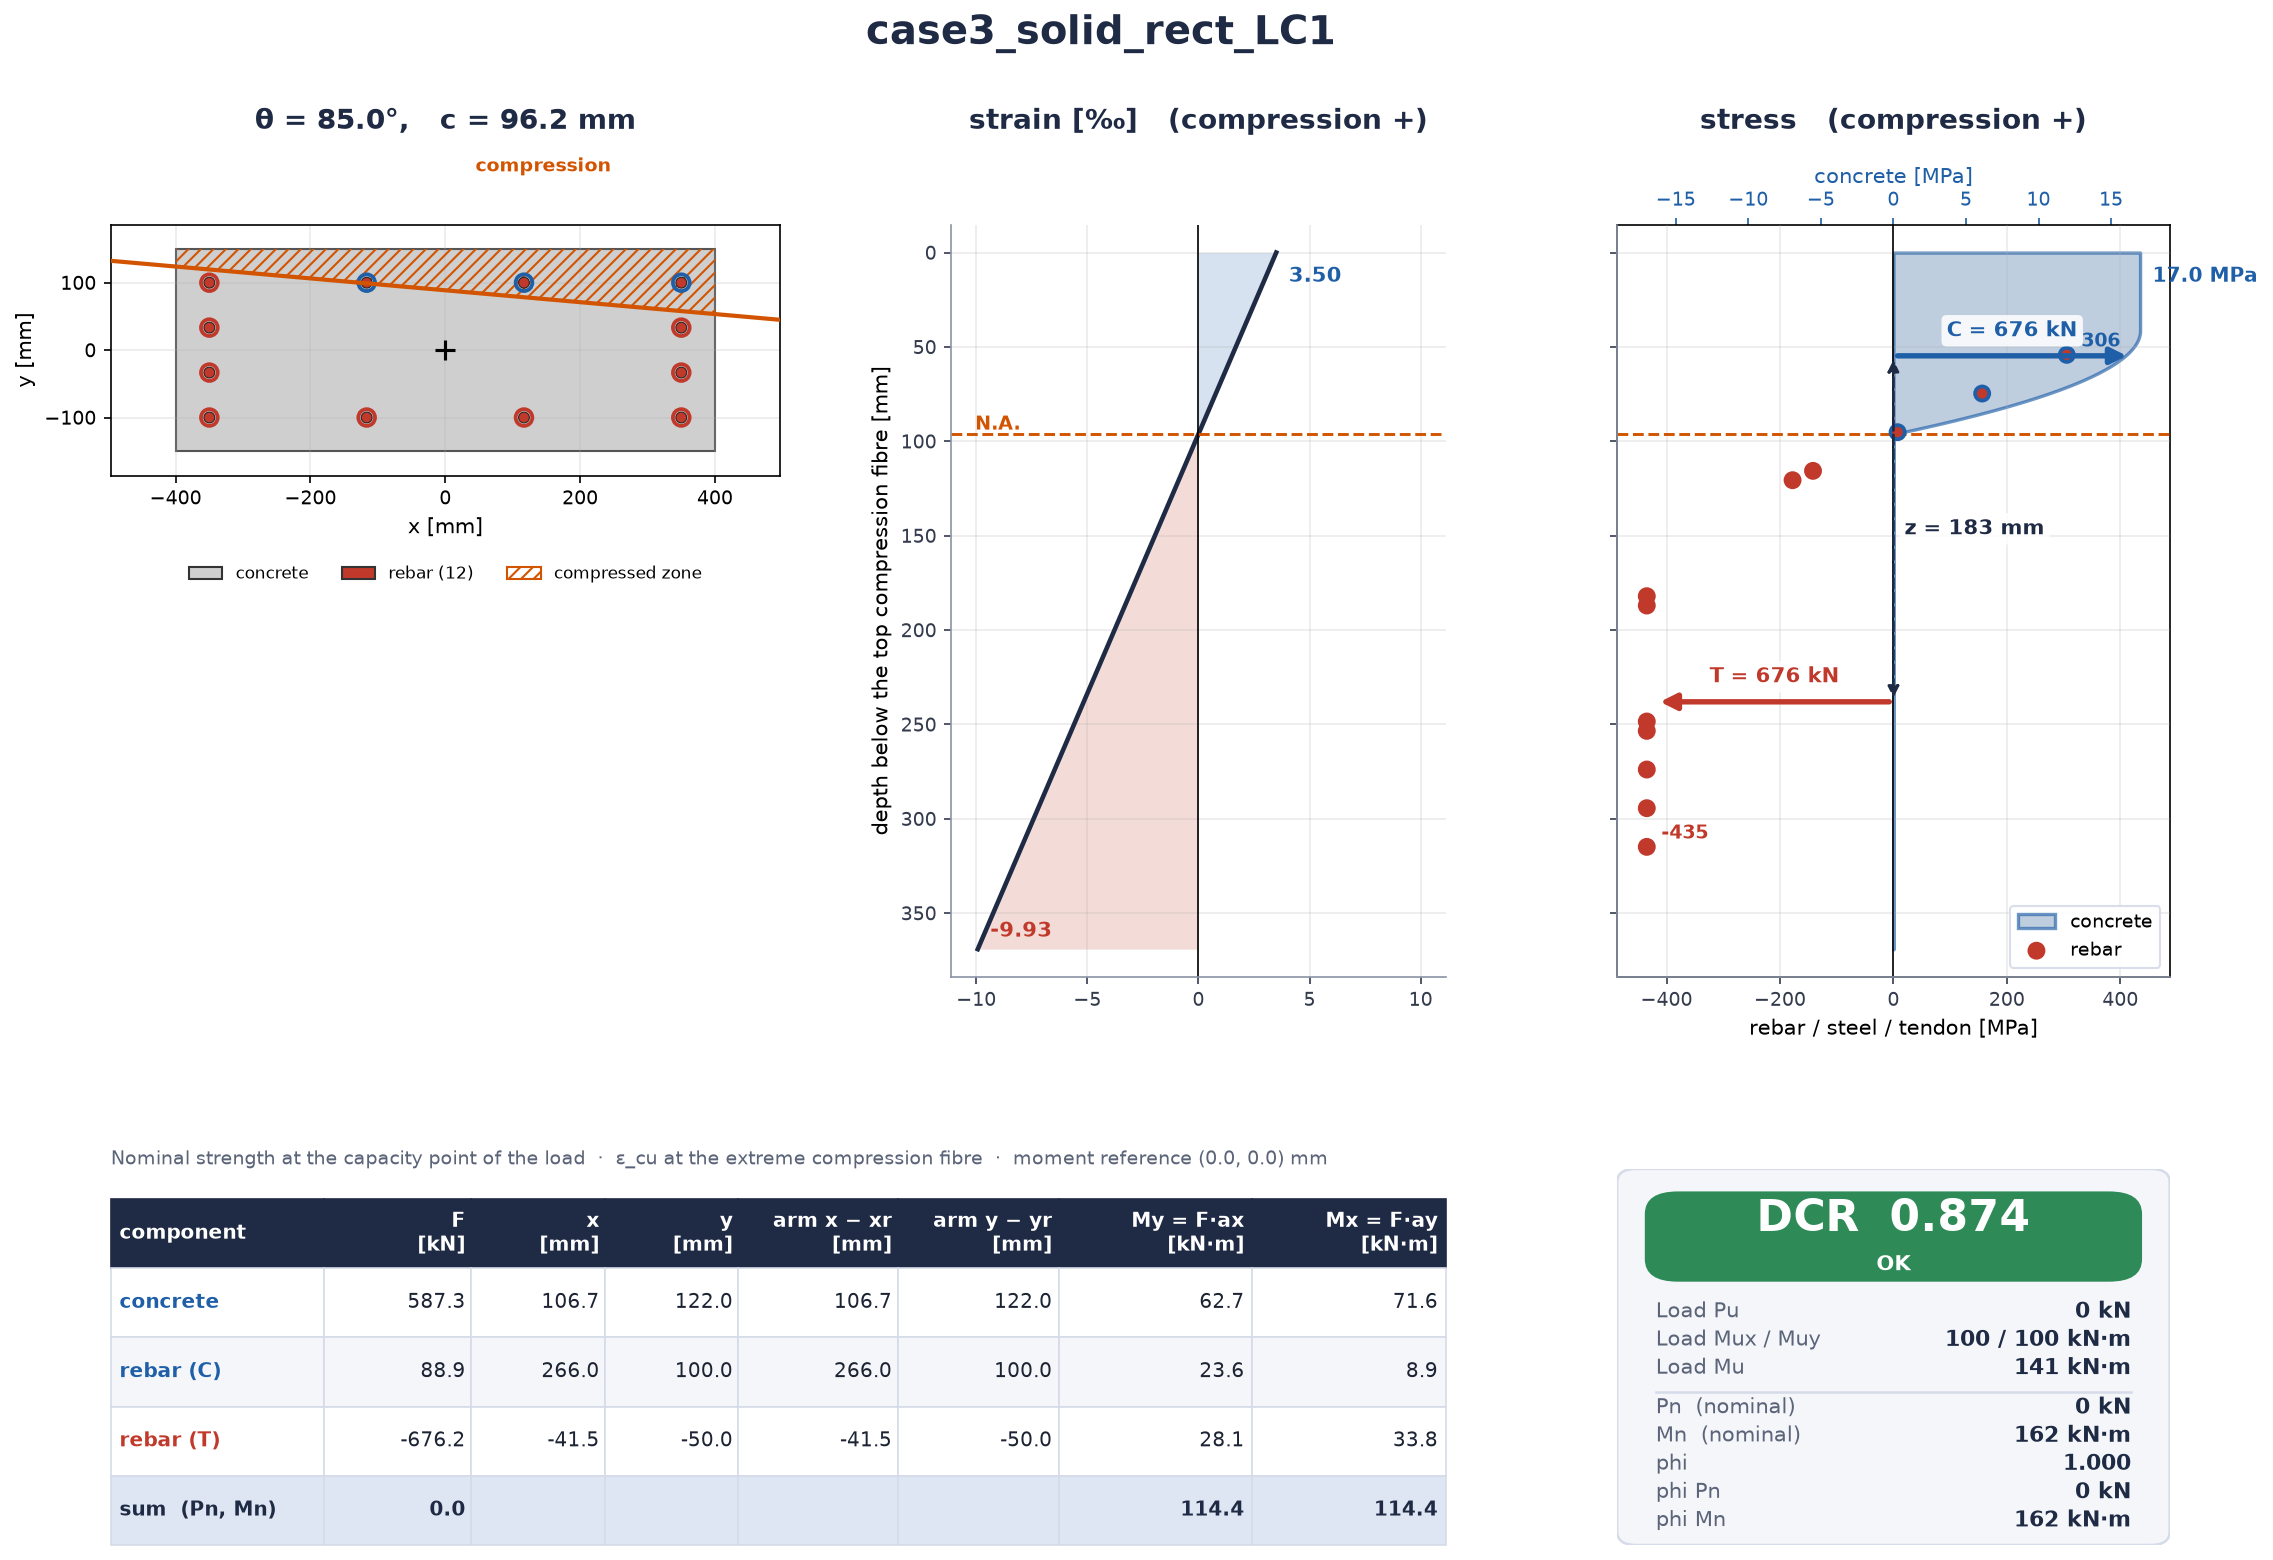 case3_solid_rect_LC1
θ = 85.0°,   c = 96.2 mm
compression
y [mm]
100
0
−100
−400
−200
0
200
400
x [mm]
concrete
rebar (12)
compressed zone
strain [‰]   (compression +)
depth below the top compression fibre [mm]
0
50
100
150
200
250
300
350
3.50
N.A.
-9.93
−10
−5
0
5
10
stress   (compression +)
concrete [MPa]
−15
−10
−5
0
5
10
15
17.0 MPa
C = 676 kN
306
z = 183 mm
T = 676 kN
-435
concrete
rebar
−400
−200
0
200
400
rebar / steel / tendon [MPa]
Nominal strength at the capacity point of the load  ·  ε_cu at the extreme compression fibre  ·  moment reference (0.0, 0.0) mm
component F [kN] x [mm] y [mm] arm x − xr [mm] arm y − yr [mm] My = F·ax [kN·m] Mx = F·ay [kN·m]
concrete 587.3 106.7 122.0 106.7 122.0 62.7 71.6
rebar (C) 88.9 266.0 100.0 266.0 100.0 23.6 8.9
rebar (T) -676.2 -41.5 -50.0 -41.5 -50.0 28.1 33.8
sum  (Pn, Mn) 0.0 114.4 114.4
DCR  0.874
OK
Load Pu 0 kN
Load Mux / Muy 100 / 100 kN·m
Load Mu 141 kN·m
Pn  (nominal) 0 kN
Mn  (nominal) 162 kN·m
phi 1.000
phi Pn 0 kN
phi Mn 162 kN·m